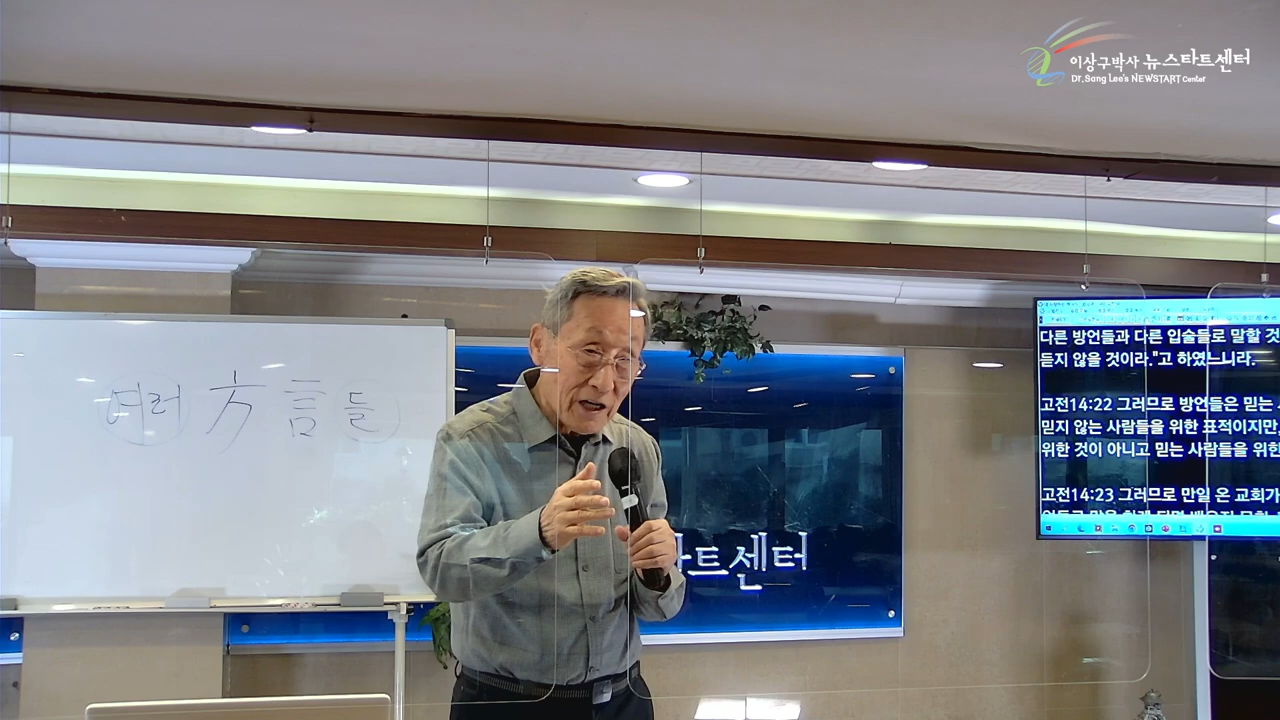 이상구박사 뉴스타트센터
Dr. Sang Lee's NEWSTART Center
여러 方言들
트센터
다른 방언들과 다른 입술들로 말할 것
듣지 않을 것이라."고 하였느니라.
고전14:22 그러므로 방언들은 믿는
믿지 않는 사람들을 위한 표적이지만,
위한 것이 아니고 믿는 사람들을 위한
고전14:23 그러므로 만일 온 교회가